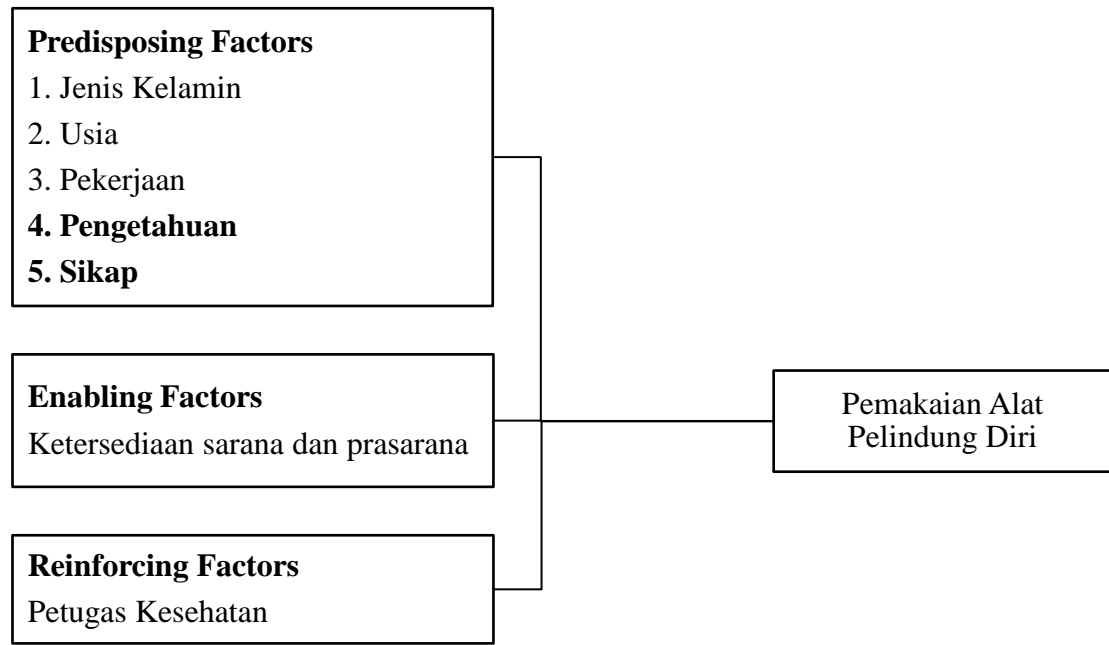 Predisposing Factors
1. Jenis Kelamin
2. Usia
3. Pekerjaan
4. Pengetahuan
5. Sikap
Enabling Factors
Ketersediaan sarana dan prasarana
Pemakaian Alat
Pelindung Diri
Reinforcing Factors
Petugas Kesehatan